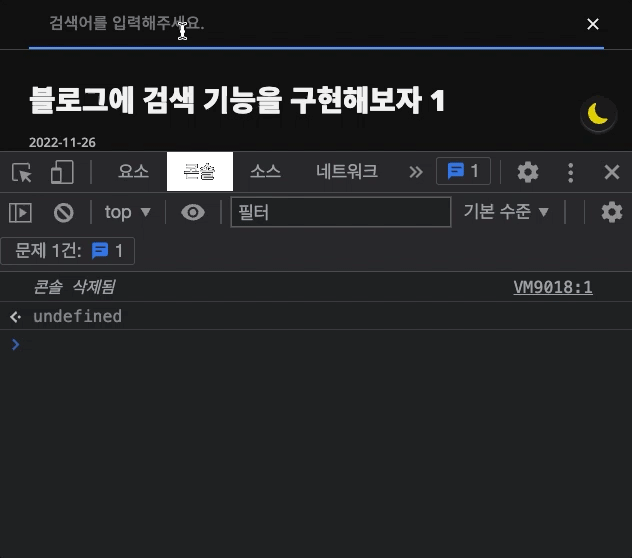 검색어를 입력해주세요.
블로그에 검색 기능을 구현해보자 1
2022-11-26
요소 콘솔 소스 네트워크 » 1
top ▼ 필터 기본 수준 ▼
문제 1건: 1
콘솔 삭제됨 VM9018:1
undefined